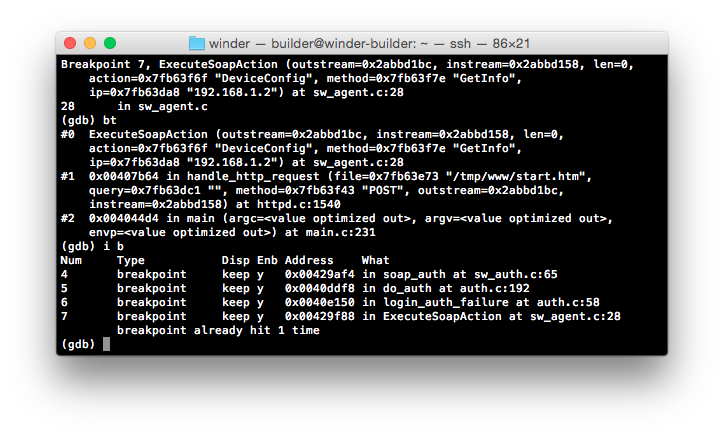 winder — builder@winder-builder: ~ — ssh — 86×21
Breakpoint 7, ExecuteSoapAction (outstream=0x2abbd1bc, instream=0x2abbd158, len=0,
    action=0x7fb63f6f "DeviceConfig", method=0x7fb63f7e "GetInfo",
    ip=0x7fb63da8 "192.168.1.2") at sw_agent.c:28
28      in sw_agent.c
(gdb) bt
#0  ExecuteSoapAction (outstream=0x2abbd1bc, instream=0x2abbd158, len=0,
    action=0x7fb63f6f "DeviceConfig", method=0x7fb63f7e "GetInfo",
    ip=0x7fb63da8 "192.168.1.2") at sw_agent.c:28
#1  0x00407b64 in handle_http_request (file=0x7fb63e73 "/tmp/www/start.htm",
    query=0x7fb63dc1 "", method=0x7fb63f43 "POST", outstream=0x2abbd1bc,
    instream=0x2abbd158) at httpd.c:1540
#2  0x004044d4 in main (argc=<value optimized out>, argv=<value optimized out>,
    envp=<value optimized out>) at main.c:231
(gdb) i b
Num     Type           Disp Enb Address    What
4       breakpoint     keep y   0x00429af4 in soap_auth at sw_auth.c:65
5       breakpoint     keep y   0x0040ddf8 in do_auth at auth.c:192
6       breakpoint     keep y   0x0040e150 in login_auth_failure at auth.c:58
7       breakpoint     keep y   0x00429f88 in ExecuteSoapAction at sw_agent.c:28
        breakpoint already hit 1 time
(gdb)